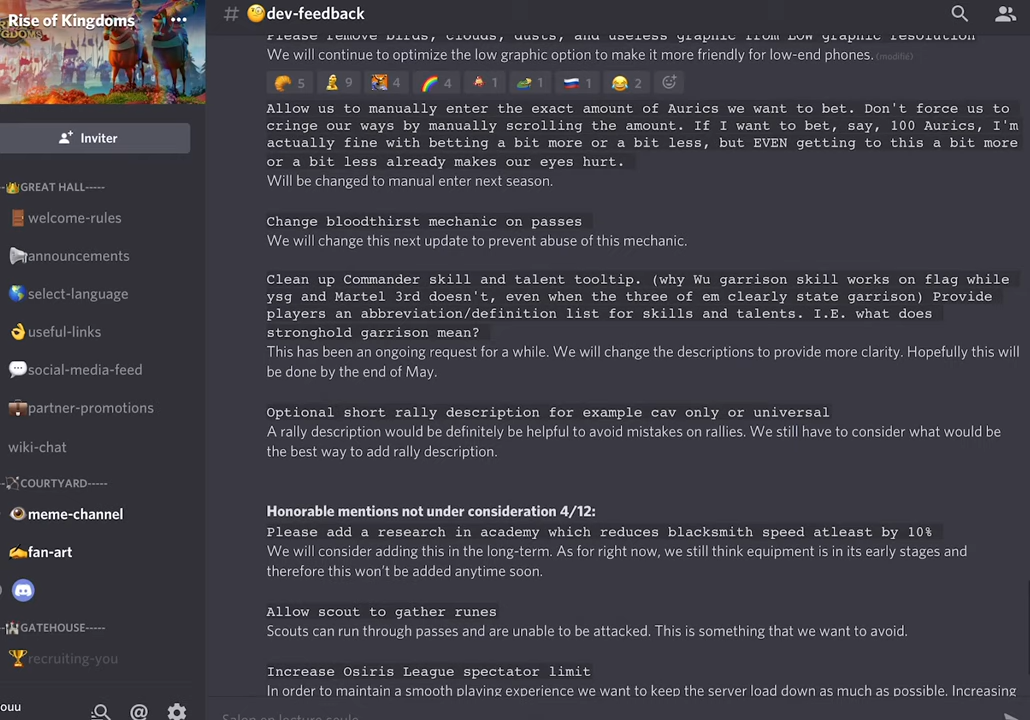 Rise of Kingdoms
•••
Inviter
-----GREAT HALL-----
welcome-rules
announcements
select-language
useful-links
social-media-feed
partner-promotions
wiki-chat
COURTYARD-----
meme-channel
fan-art
GATEHOUSE-----
recruiting-you
ouu
# dev-feedback
Please remove birds, clouds, dusts, and useless graphic from Low graphic resolution
We will continue to optimize the low graphic option to make it more friendly for low-end phones. (modifié)
5 9 4 4 1 1 1 2
Allow us to manually enter the exact amount of Aurics we want to bet. Don't force us to
cringe our ways by manually scrolling the amount. If I want to bet, say, 100 Aurics, I'm
actually fine with betting a bit more or a bit less, but EVEN getting to this a bit more
or a bit less already makes our eyes hurt.
Will be changed to manual enter next season.
Change bloodthirst mechanic on passes
We will change this next update to prevent abuse of this mechanic.
Clean up Commander skill and talent tooltip. (why Wu garrison skill works on flag while
ysg and Martel 3rd doesn't, even when the three of em clearly state garrison) Provide
players an abbreviation/definition list for skills and talents. I.E. what does
stronghold garrison mean?
This has been an ongoing request for a while. We will change the descriptions to provide more clarity. Hopefully this will
be done by the end of May.
Optional short rally description for example cav only or universal
A rally description would be definitely be helpful to avoid mistakes on rallies. We still have to consider what would be
the best way to add rally description.
Honorable mentions not under consideration 4/12:
Please add a research in academy which reduces blacksmith speed atleast by 10%
We will consider adding this in the long-term. As for right now, we still think equipment is in its early stages and
therefore this won't be added anytime soon.
Allow scout to gather runes
Scouts can run through passes and are unable to be attacked. This is something that we want to avoid.
Increase Osiris League spectator limit
In order to maintain a smooth playing experience we want to keep the server load down as much as possible. Increasing
Salon en lecture seule